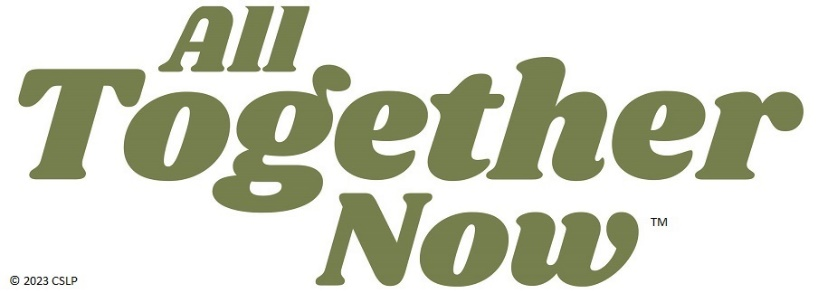 All
Together
Now ™
© 2023 CSLP